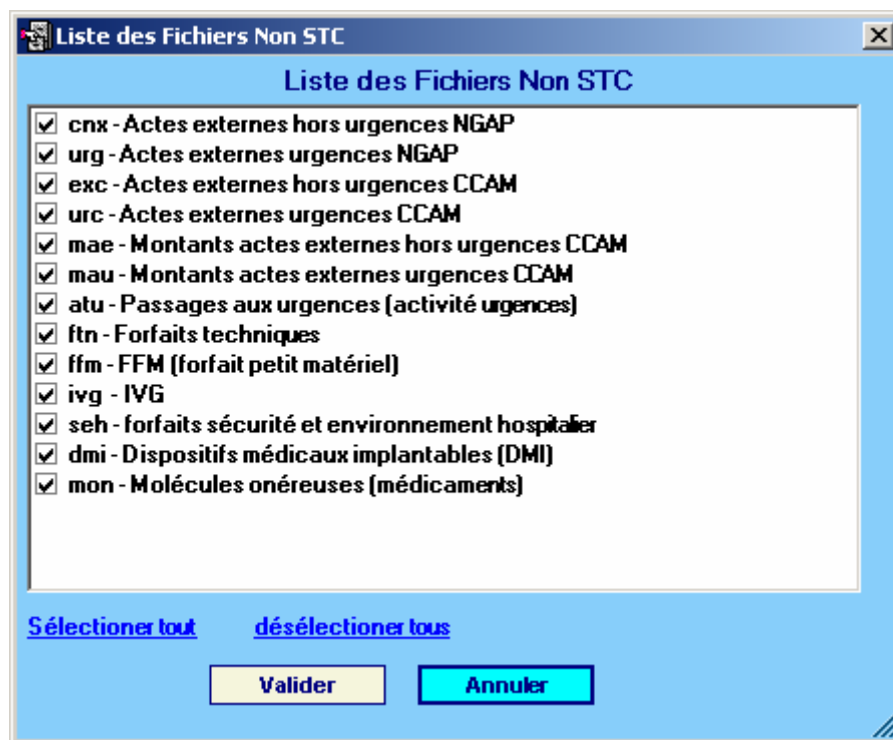 Liste des Fichiers Non STC
Liste des Fichiers Non STC
cnx - Actes externes hors urgences NGAP
urg - Actes externes urgences NGAP
exc - Actes externes hors urgences CCAM
urc - Actes externes urgences CCAM
mae - Montants actes externes hors urgences CCAM
mau - Montants actes externes urgences CCAM
atu - Passages aux urgences (activité urgences)
ftn - Forfaits techniques
ffm - FFM (forfait petit matériel)
ivg - IVG
seh - forfaits sécurité et environnement hospitalier
dmi - Dispositifs médicaux implantables (DMI)
mon - Molécules onéreuses (médicaments)
Sélectioner tout désélectioner tous
Valider Annuler